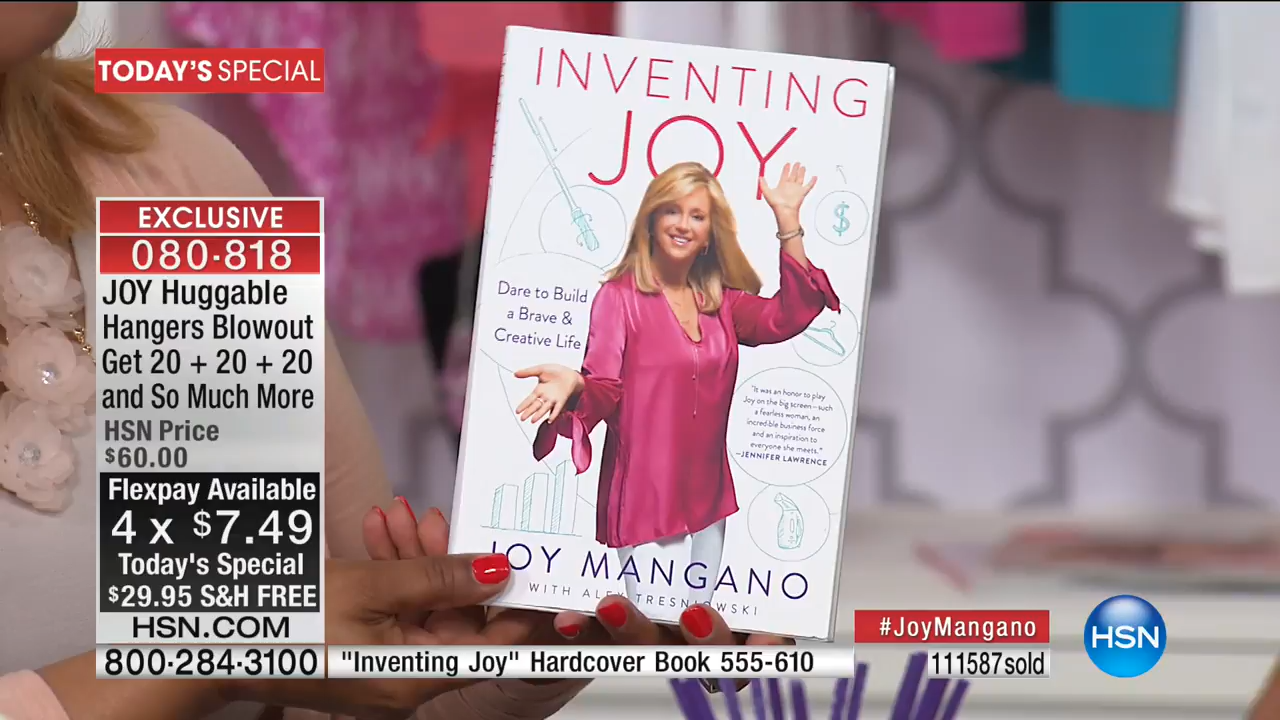 TODAY'S SPECIAL
EXCLUSIVE
080·818
JOY Huggable
Hangers Blowout
Get 20 + 20 + 20
and So Much More
HSN Price
$60.00
Flexpay Available
4 x $7.49
Today's Special
$29.95 S&H FREE
HSN.COM
800·284·3100
"Inventing Joy" Hardcover Book 555-610
INVENTING
JOY
$
Dare to Build
a Brave &
Creative Life
"It was an honor to play
Joy on the big screen—such
a fearless woman, an
incredible business force
and an inspiration to
everyone she meets."
—JENNIFER LAWRENCE
JOY MANGANO
WITH ALEX TRESNIOWSKI
#JoyMangano
111587 sold
HSN